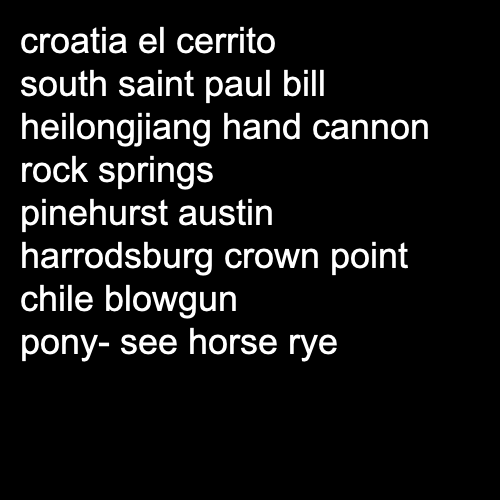 croatia el cerrito
south saint paul bill
heilongjiang hand cannon
rock springs
pinehurst austin
harrodsburg crown point
chile blowgun
pony- see horse rye